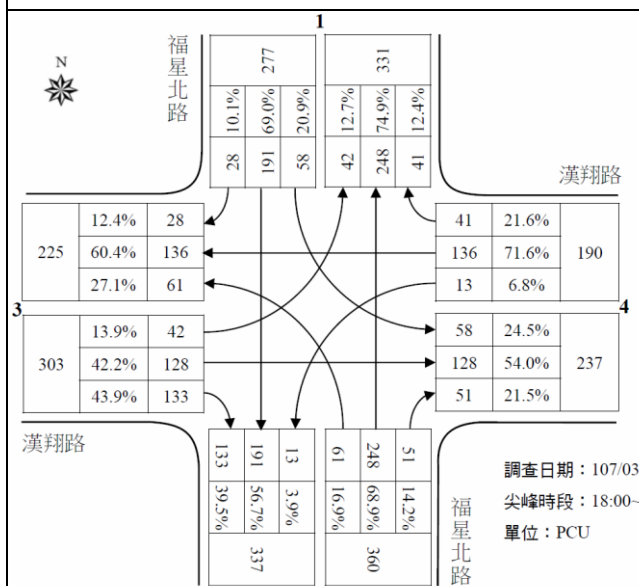 1
N
福星北路
277
10.1% 69.0% 20.9%
28 191 58
331
12.7% 74.9% 12.4%
42 248 41
漢翔路
225
12.4% 28
60.4% 136
27.1% 61
41 21.6%
136 71.6%
13 6.8%
190
3
4
303
13.9% 42
42.2% 128
43.9% 133
58 24.5%
128 54.0%
51 21.5%
237
漢翔路
133 191 13
39.5% 56.7% 3.9%
337
61 248 51
16.9% 68.9% 14.2%
360
福星北路
調查日期：107/03
尖峰時段：18:00~
單位：PCU